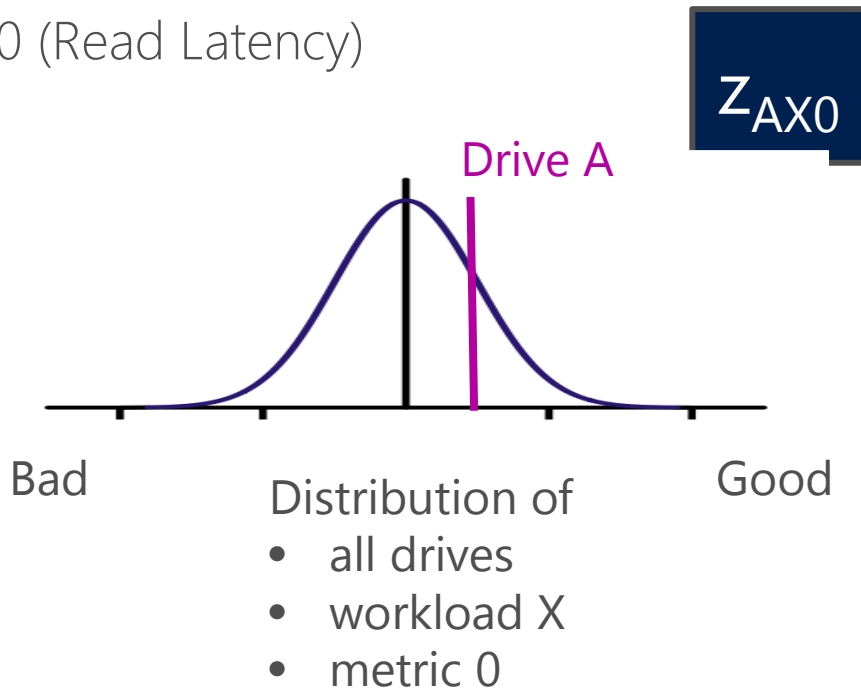 0 (Read Latency)
zAX0
Drive A
Bad
Good
Distribution of
• all drives
• workload X
• metric 0